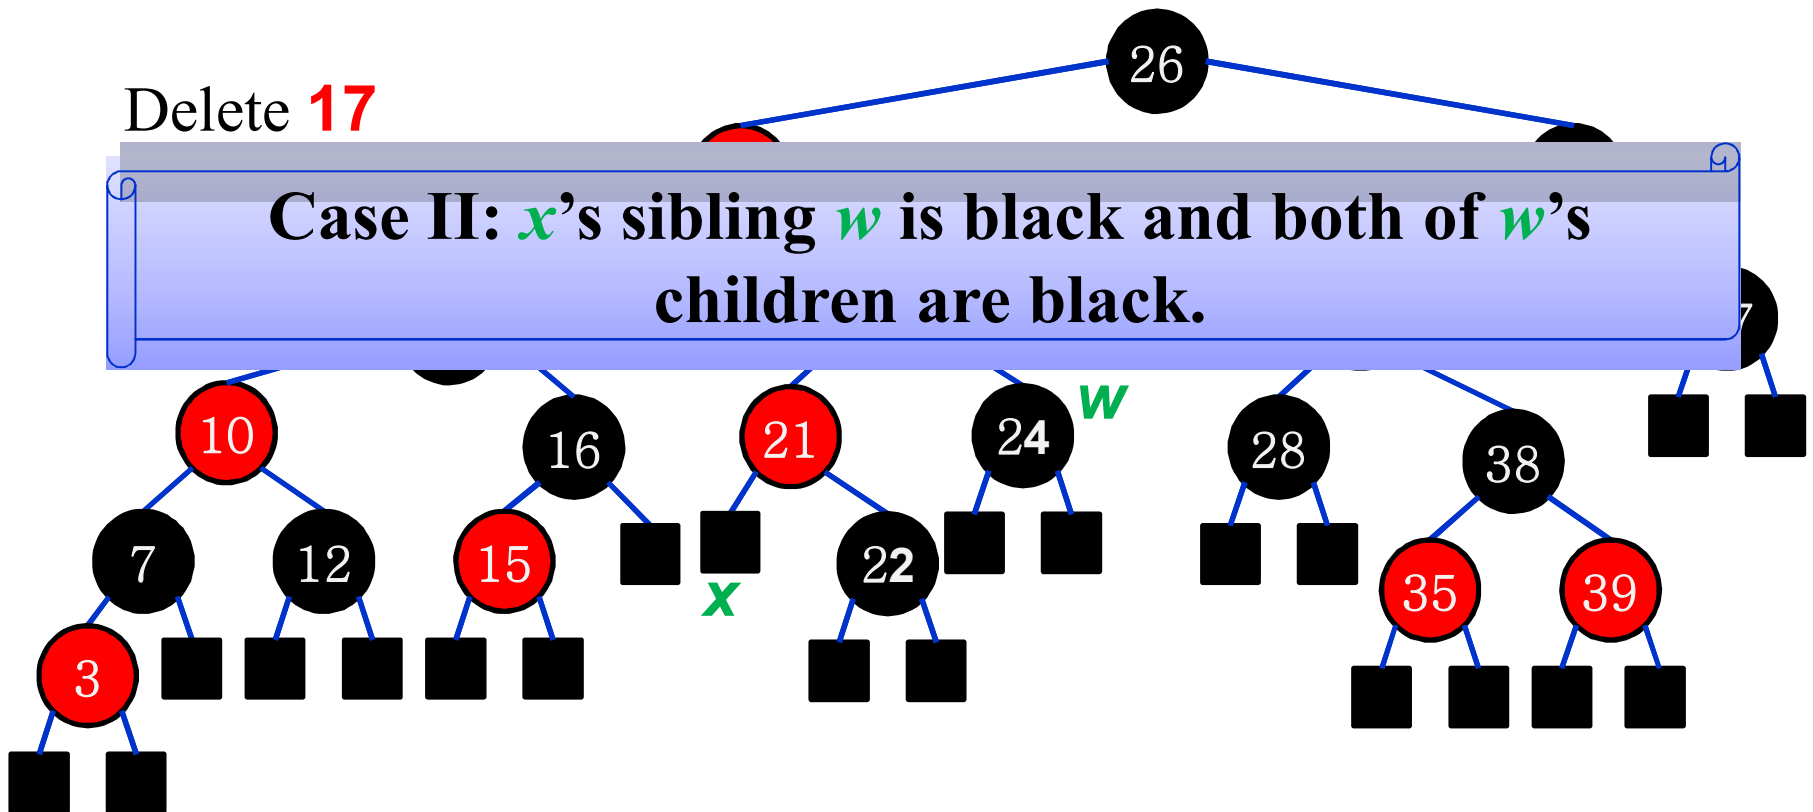 26
Delete 17
Case II: x’s sibling w is black and both of w’s
children are black.
7
10 16 21 24 w 28 38
7 12 15 x 22 35 39
3